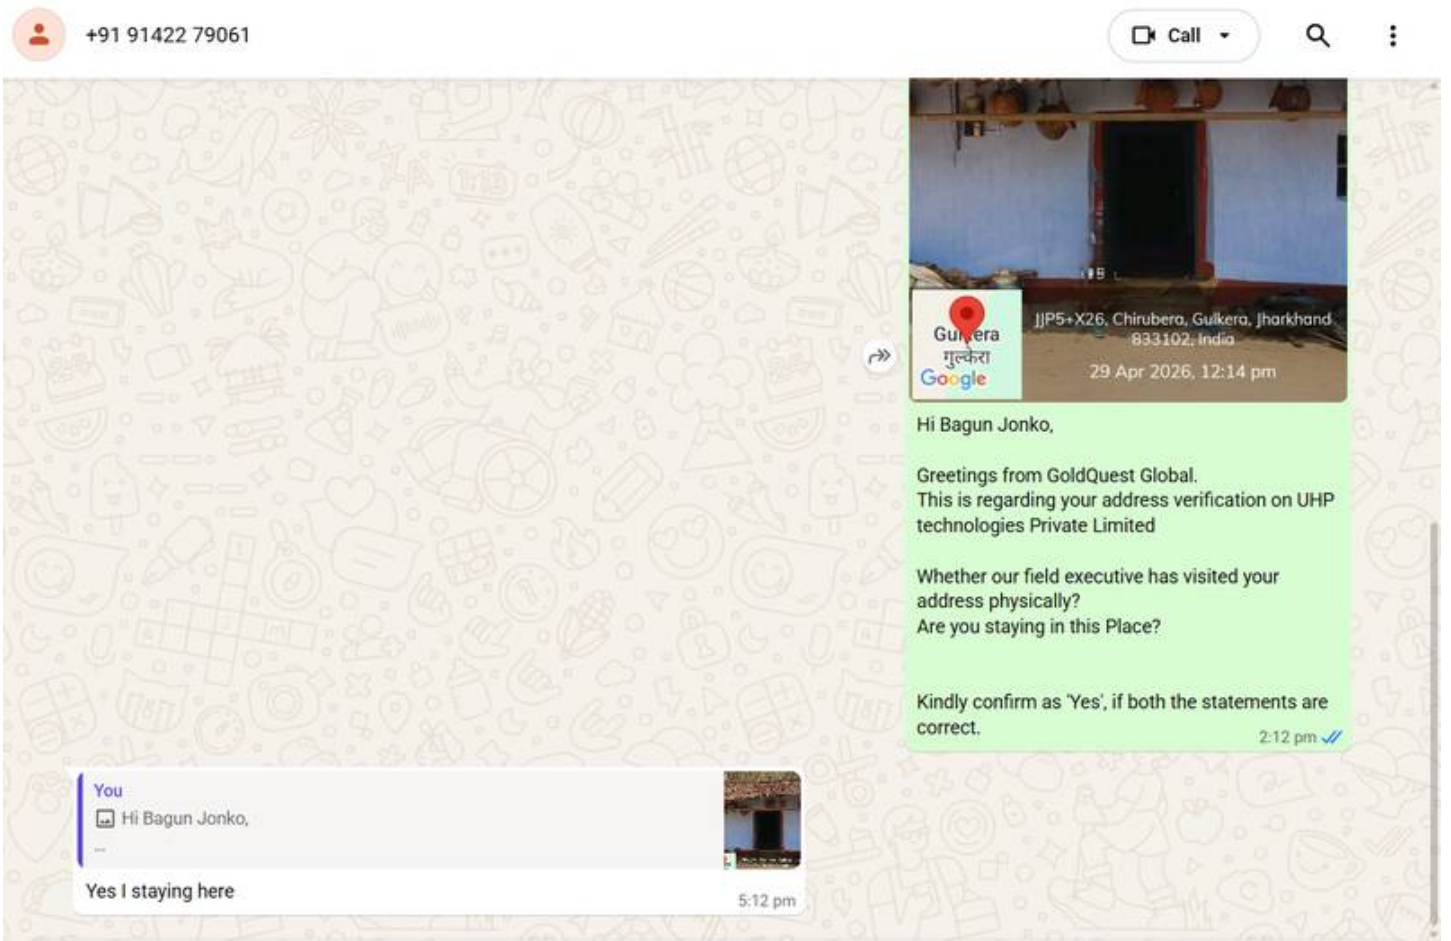 +91 91422 79061
Call
Gulkera
गुल्केरा
Google
JJP5+X26, Chirubera, Gulkera, Jharkhand
833102, India
29 Apr 2026, 12:14 pm
Hi Bagun Jonko,
Greetings from GoldQuest Global.
This is regarding your address verification on UHP
technologies Private Limited
Whether our field executive has visited your
address physically?
Are you staying in this Place?
Kindly confirm as 'Yes', if both the statements are
correct.
2:12 pm
You
Hi Bagun Jonko,
...
Yes I staying here
5:12 pm